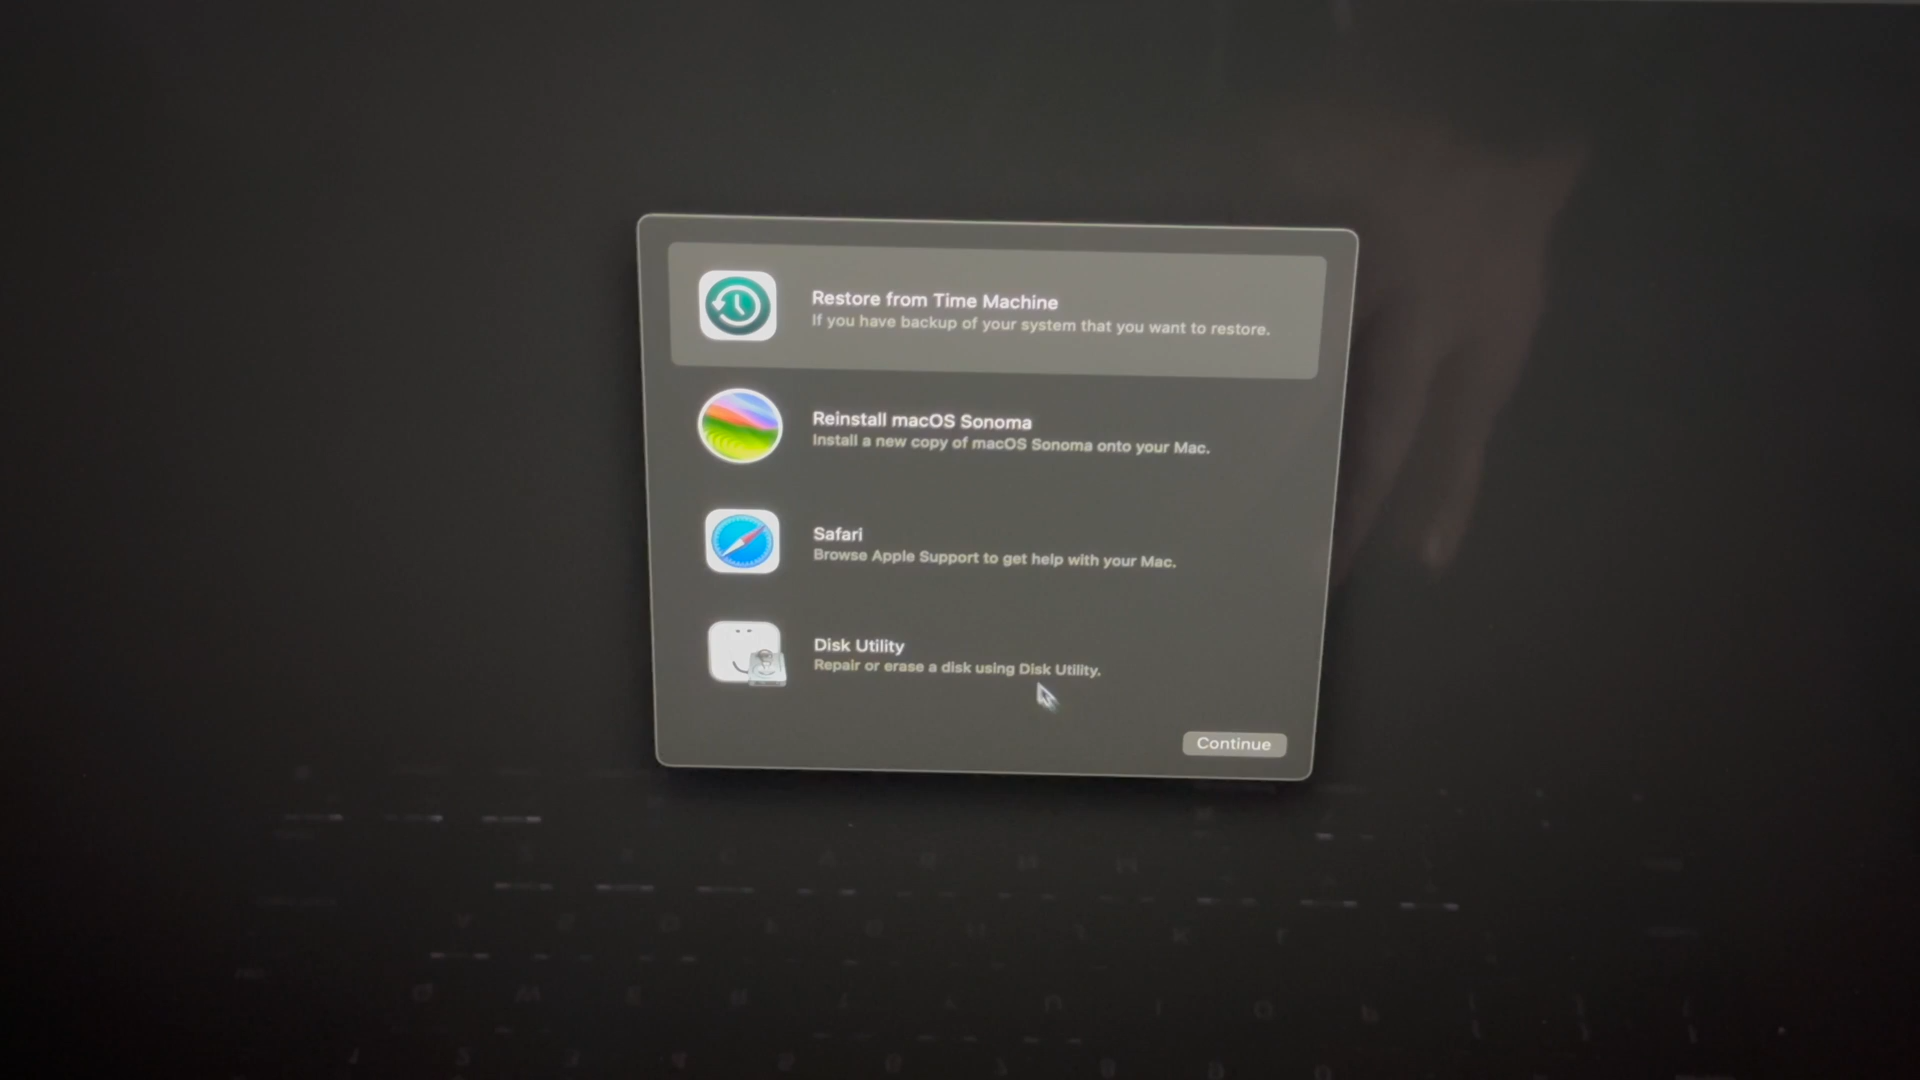 Restore from Time Machine
If you have backup of your system that you want to restore.
Reinstall macOS Sonoma
Install a new copy of macOS Sonoma onto your Mac.
Safari
Browse Apple Support to get help with your Mac.
Disk Utility
Repair or erase a disk using Disk Utility.
Continue